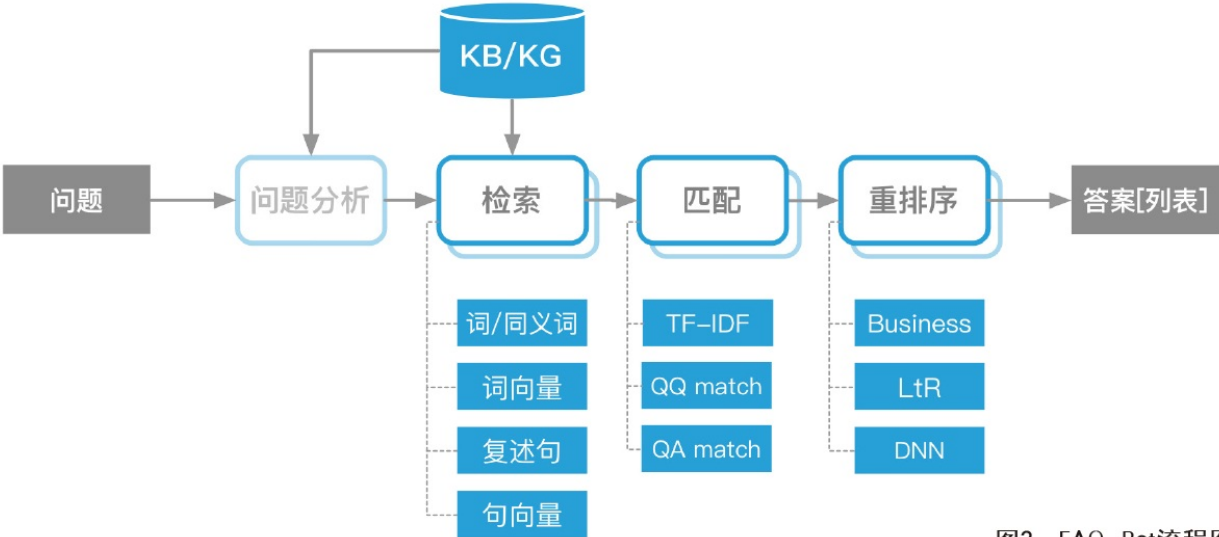 KB/KG
问题
问题分析
检索
匹配
重排序
答案[列表]
词/同义词
词向量
复述句
句向量
TF-IDF
QQ match
QA match
Business
LtR
DNN